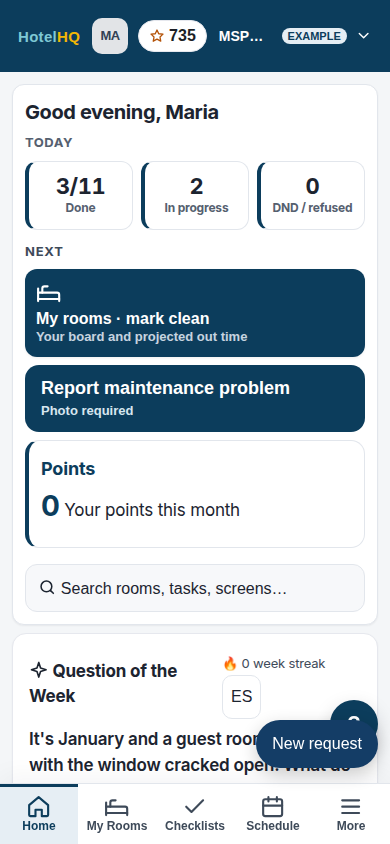 HotelHQ
MA
735
MSP…
EXAMPLE
Good evening, Maria
TODAY
3/11
Done
2
In progress
0
DND / refused
NEXT
My rooms · mark clean
Your board and projected out time
Report maintenance problem
Photo required
Points
0 Your points this month
Search rooms, tasks, screens…
Question of the Week
🔥 0 week streak
ES
It's January and a guest room
with the window cracked open. What do
New request
Home
My Rooms
Checklists
Schedule
More